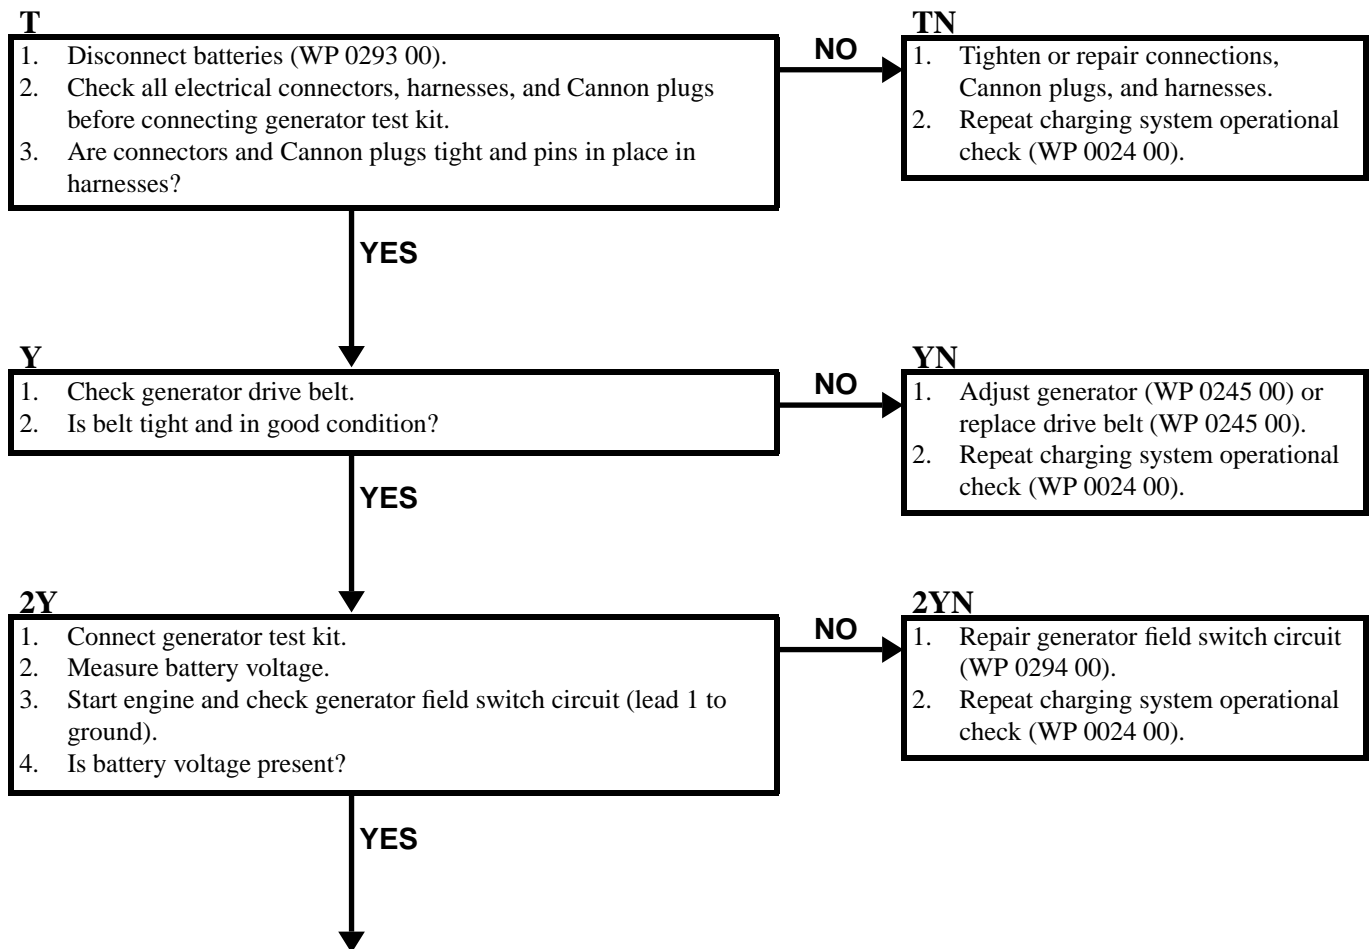 T
1. Disconnect batteries (WP 0293 00).
2. Check all electrical connectors, harnesses, and Cannon plugs
before connecting generator test kit.
3. Are connectors and Cannon plugs tight and pins in place in
harnesses?
NO
TN
1. Tighten or repair connections,
Cannon plugs, and harnesses.
2. Repeat charging system operational
check (WP 0024 00).
YES
Y
1. Check generator drive belt.
2. Is belt tight and in good condition?
NO
YN
1. Adjust generator (WP 0245 00) or
replace drive belt (WP 0245 00).
2. Repeat charging system operational
check (WP 0024 00).
YES
2Y
1. Connect generator test kit.
2. Measure battery voltage.
3. Start engine and check generator field switch circuit (lead 1 to
ground).
4. Is battery voltage present?
NO
2YN
1. Repair generator field switch circuit
(WP 0294 00).
2. Repeat charging system operational
check (WP 0024 00).
YES